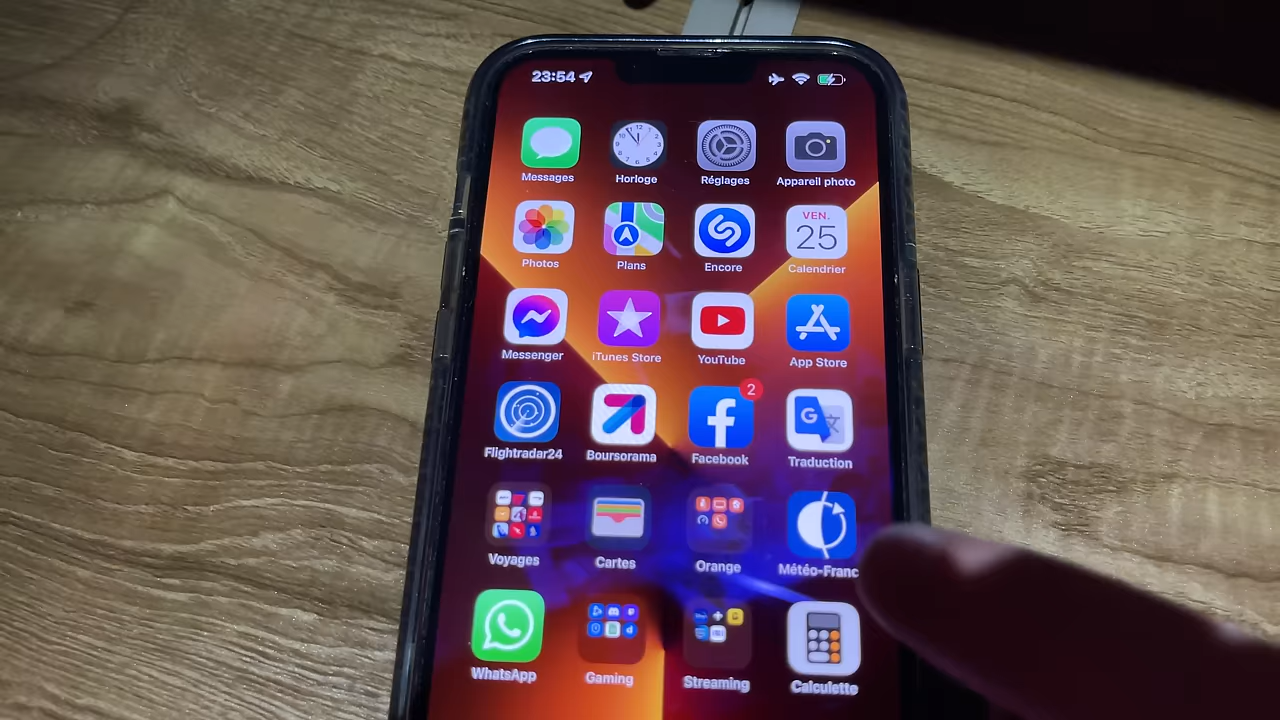 23:54
Messages
Horloge
Réglages
Appareil photo
VEN.
25
Photos
Plans
Encore
Calendrier
Messenger
iTunes Store
YouTube
App Store
2
G
Flightradar24
Boursorama
Facebook
Traduction
Voyages
Cartes
Orange
Météo-Franc
WhatsApp
Gaming
Streaming
Calculette